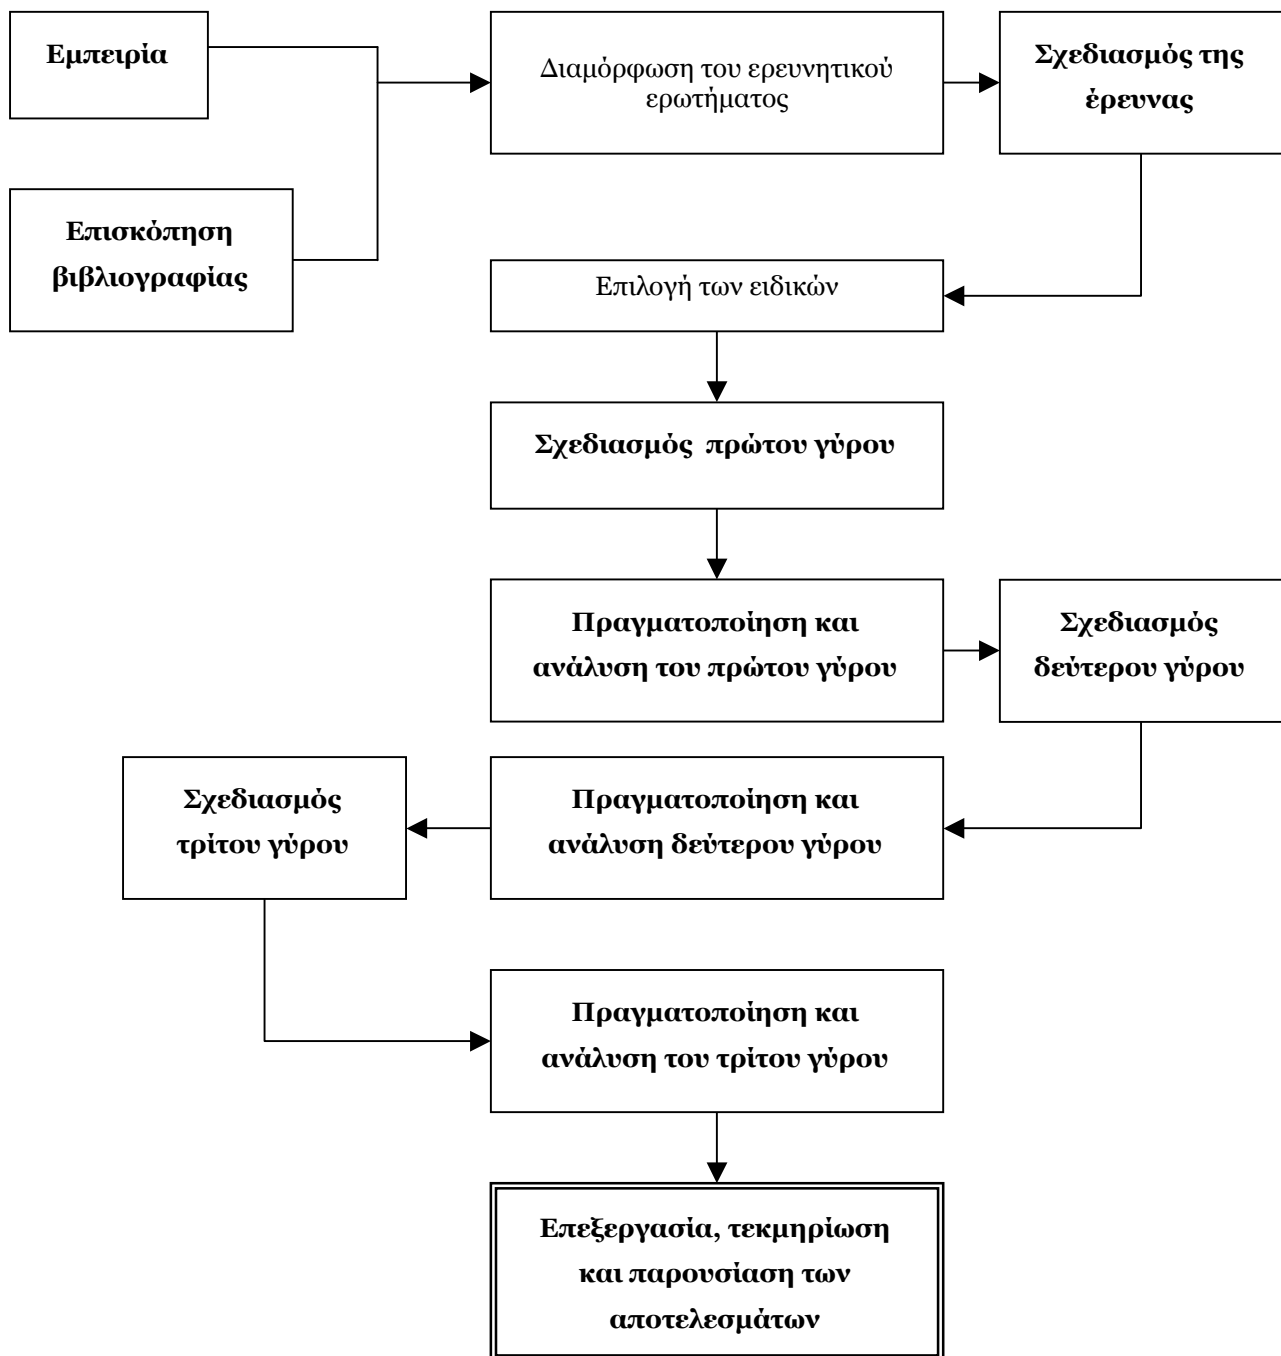 Εμπειρία
Διαμόρφωση του ερευνητικού
ερωτήματος
Σχεδιασμός της
έρευνας
Επισκόπηση
βιβλιογραφίας
Επιλογή των ειδικών
Σχεδιασμός πρώτου γύρου
Πραγματοποίηση και
ανάλυση του πρώτου γύρου
Σχεδιασμός
δεύτερου γύρου
Πραγματοποίηση και
ανάλυση δεύτερου γύρου
Σχεδιασμός
τρίτου γύρου
Πραγματοποίηση και
ανάλυση του τρίτου γύρου
Επεξεργασία, τεκμηρίωση
και παρουσίαση των
αποτελεσμάτων